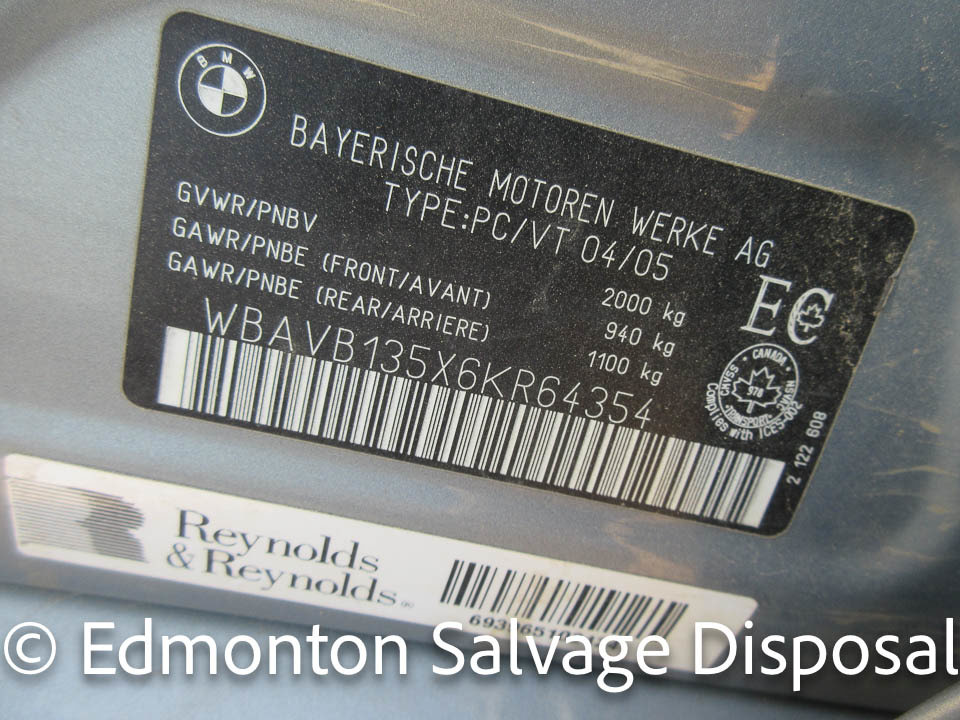 BMW
BAYERISCHE MOTOREN WERKE AG
TYPE:PC/VT 04/05
GVWR/PNBV 2000 kg
GAWR/PNBE (FRONT/AVANT) 940 kg
GAWR/PNBE (REAR/ARRIERE) 1100 kg
WBAVB135X6KR64354
EC
CANADA
978
TRANSPORT
Complies with ICES-002
2 122 608
Reynolds
& Reynolds
© Edmonton Salvage Disposal